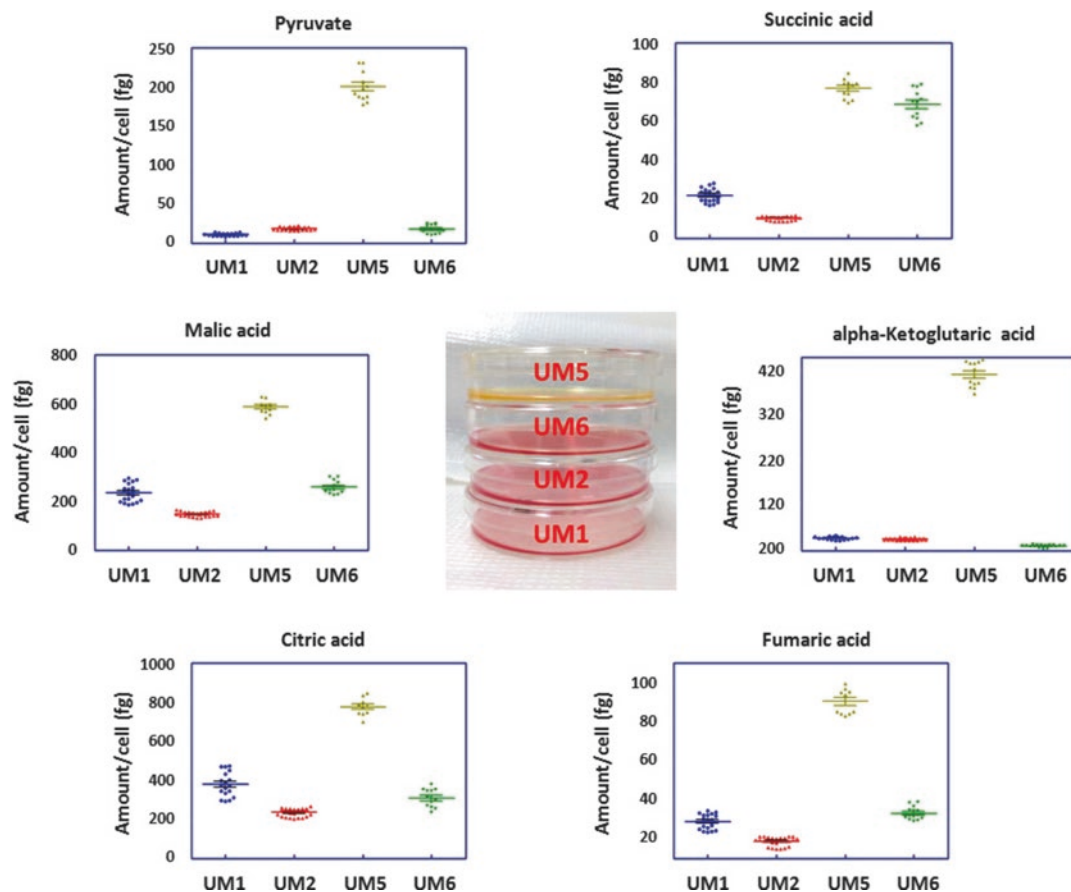 Pyruvate
Amount/cell (fg)
250
200
150
100
50
0
UM1 UM2 UM5 UM6
Succinic acid
Amount/cell (fg)
100
80
60
40
20
0
UM1 UM2 UM5 UM6
Malic acid
Amount/cell (fg)
800
600
400
200
0
UM1 UM2 UM5 UM6
UM5
UM6
UM2
UM1
alpha-Ketoglutaric acid
Amount/cell (fg)
420
320
220
120
200
UM1 UM2 UM5 UM6
Citric acid
Amount/cell (fg)
1000
800
600
400
200
0
UM1 UM2 UM5 UM6
Fumaric acid
Amount/cell (fg)
100
80
60
40
20
UM1 UM2 UM5 UM6